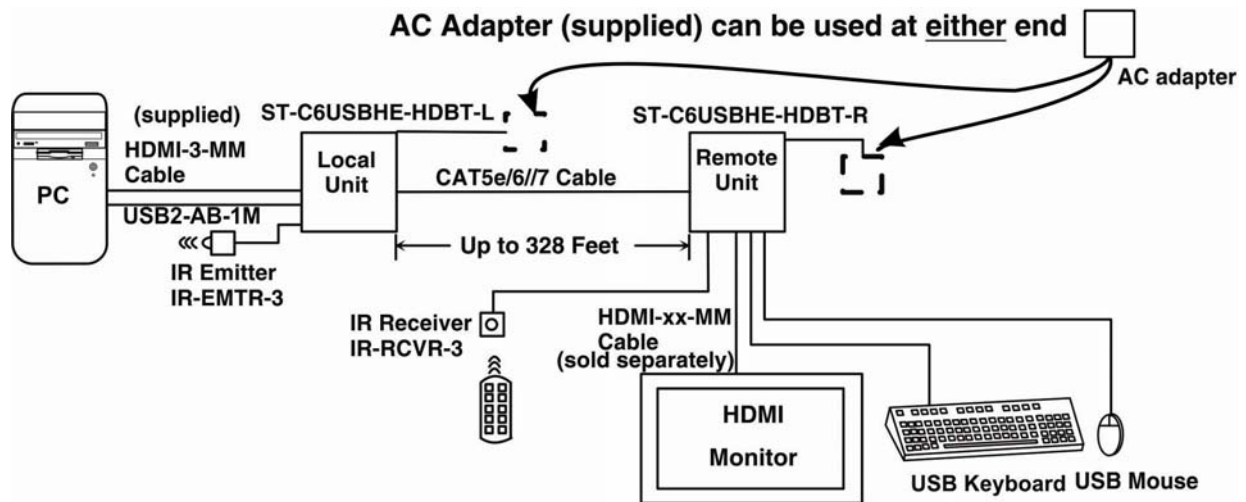 AC Adapter (supplied) can be used at either end
AC adapter
(supplied)
HDMI-3-MM
Cable
PC
USB2-AB-1M
IR Emitter
IR-EMTR-3
ST-C6USBHE-HDBT-L
Local
Unit
CAT5e/6//7 Cable
Up to 328 Feet
ST-C6USBHE-HDBT-R
Remote
Unit
IR Receiver
IR-RCVR-3
HDMI-xx-MM
Cable
(sold separately)
HDMI
Monitor
USB Keyboard
USB Mouse